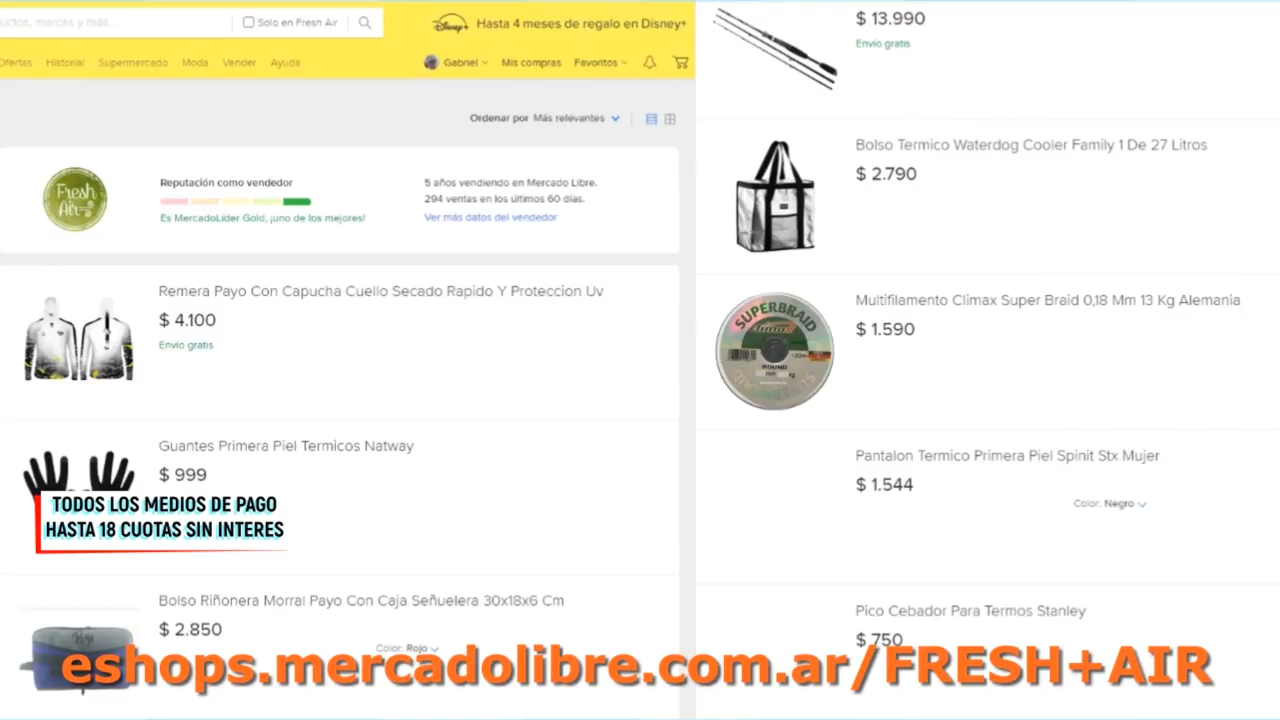 uctos, marcas y más...
Solo en Fresh Air
Disney+
Hasta 4 meses de regalo en Disney+
Ofertas Historial Supermercado Moda Vender Ayuda
Gabriel Mis compras Favoritos
Ordenar por Más relevantes
Fresh Air
Reputación como vendedor
Es MercadoLíder Gold, ¡uno de los mejores!
5 años vendiendo en Mercado Libre.
294 ventas en los últimos 60 días.
Ver más datos del vendedor
Remera Payo Con Capucha Cuello Secado Rapido Y Proteccion Uv
$ 4.100
Envío gratis
Guantes Primera Piel Termicos Natway
$ 999
TODOS LOS MEDIOS DE PAGO
HASTA 18 CUOTAS SIN INTERES
Bolso Riñonera Morral Payo Con Caja Señuelera 30x18x6 Cm
$ 2.850
Color: Rojo
Payo
$ 13.990
Envío gratis
Bolso Termico Waterdog Cooler Family 1 De 27 Litros
$ 2.790
SUPERBRAID
ROUND
Multifilamento Climax Super Braid 0,18 Mm 13 Kg Alemania
$ 1.590
Pantalon Termico Primera Piel Spinit Stx Mujer
$ 1.544
Color: Negro
Pico Cebador Para Termos Stanley
$ 750
eshops.mercadolibre.com.ar/FRESH+AIR